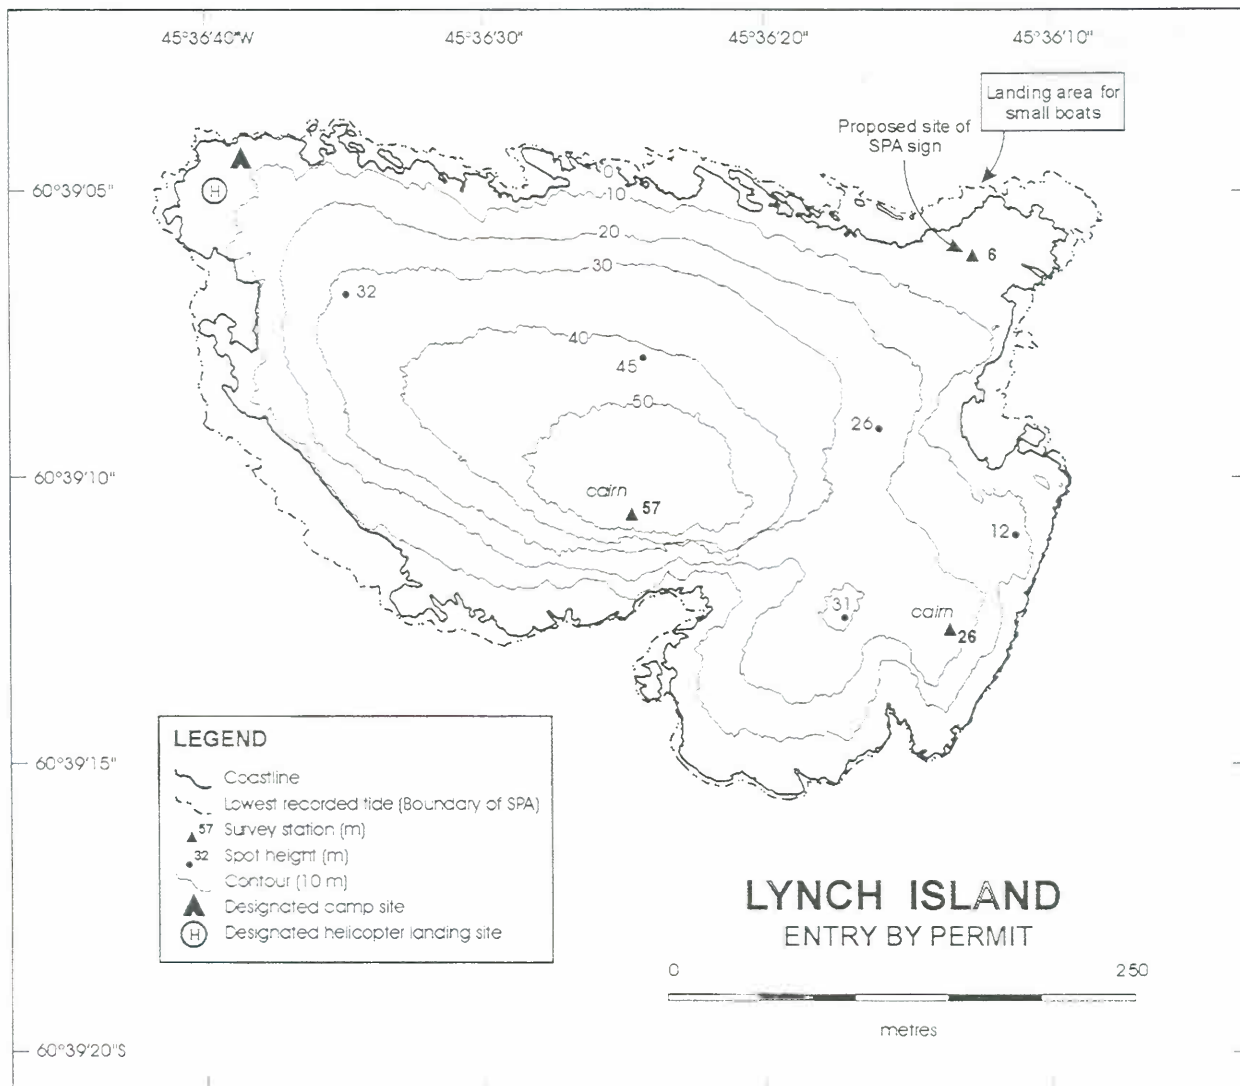 45°36'40"W
45°36'30"
45°36'20"
45°36'10"
Landing area for
small boats
Proposed site of
SPA sign
60°39'05"
H
0
10
20
30
6
32
40
45
50
26
60°39'10"
cairn
57
12
31
cairn
26
LEGEND
Coastline
Lowest recorded tide (Boundary of SPA)
57 Survey station (m)
32 Spot height (m)
Contour (10 m)
Designated camp site
H Designated helicopter landing site
60°39'15"
LYNCH ISLAND
ENTRY BY PERMIT
0 250
metres
60°39'20"S